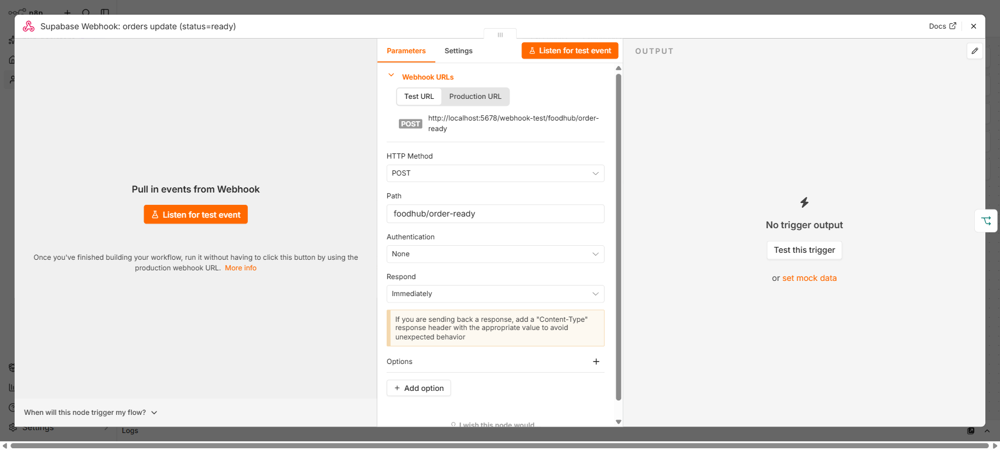 n8n
Supabase Webhook: orders update (status=ready)
Docs
Parameters
Settings
Listen for test event
OUTPUT
Webhook URLs
Test URL
Production URL
POST
http://localhost:5678/webhook-test/foodhub/order-
ready
HTTP Method
POST
Path
foodhub/order-ready
Authentication
None
Respond
Immediately
If you are sending back a response, add a "Content-Type"
response header with the appropriate value to avoid
unexpected behavior
Options
Add option
I wish this node would
Pull in events from Webhook
Listen for test event
Once you've finished building your workflow, run it without having to click this button by using the
production webhook URL. More info
When will this node trigger my flow?
No trigger output
Test this trigger
or set mock data
Settings
Logs